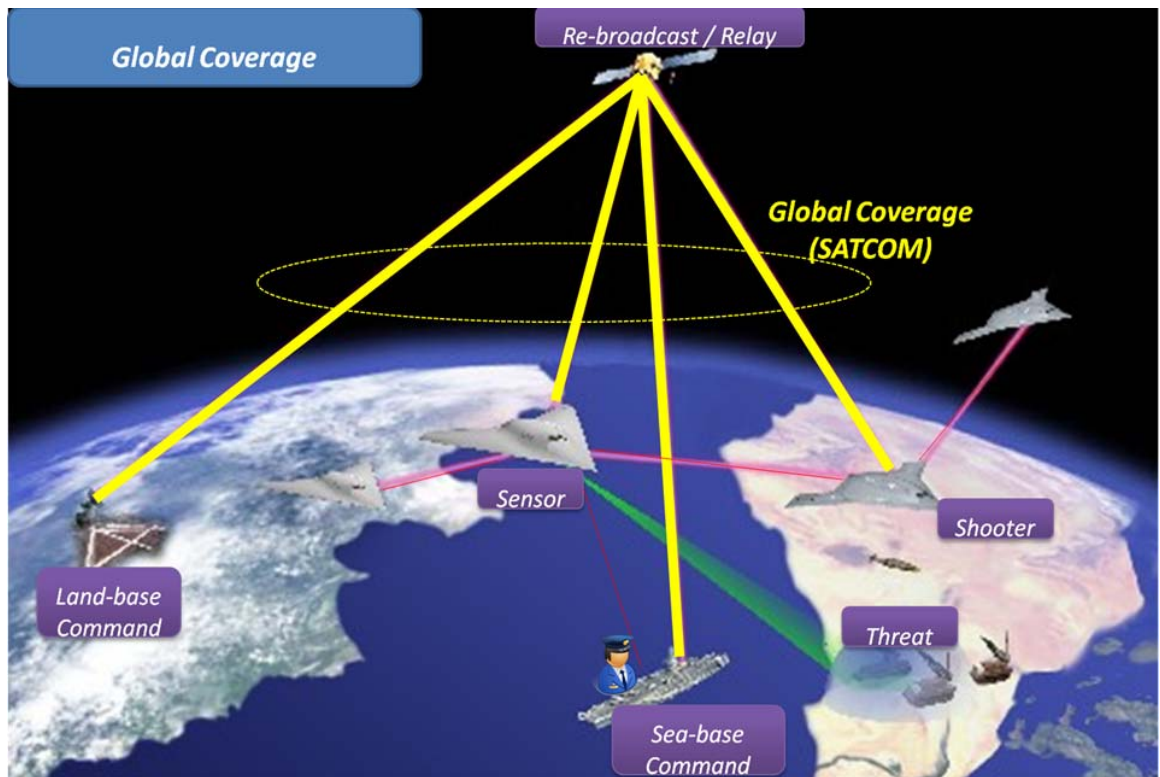 Global Coverage
Re-broadcast / Relay
Global Coverage
(SATCOM)
Sensor
Shooter
Land-base
Command
Threat
Sea-base
Command